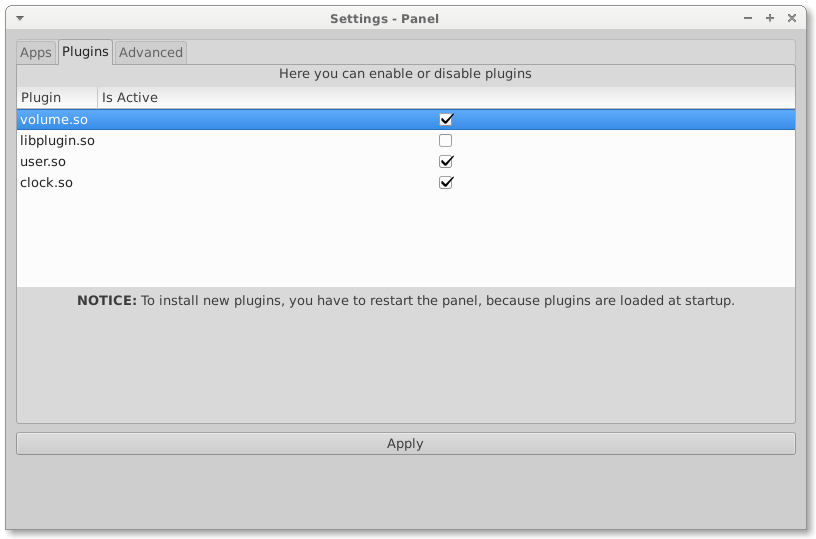 Settings - Panel
Apps Plugins Advanced
Here you can enable or disable plugins
Plugin Is Active
volume.so
libplugin.so
user.so
clock.so
NOTICE: To install new plugins, you have to restart the panel, because plugins are loaded at startup.
Apply